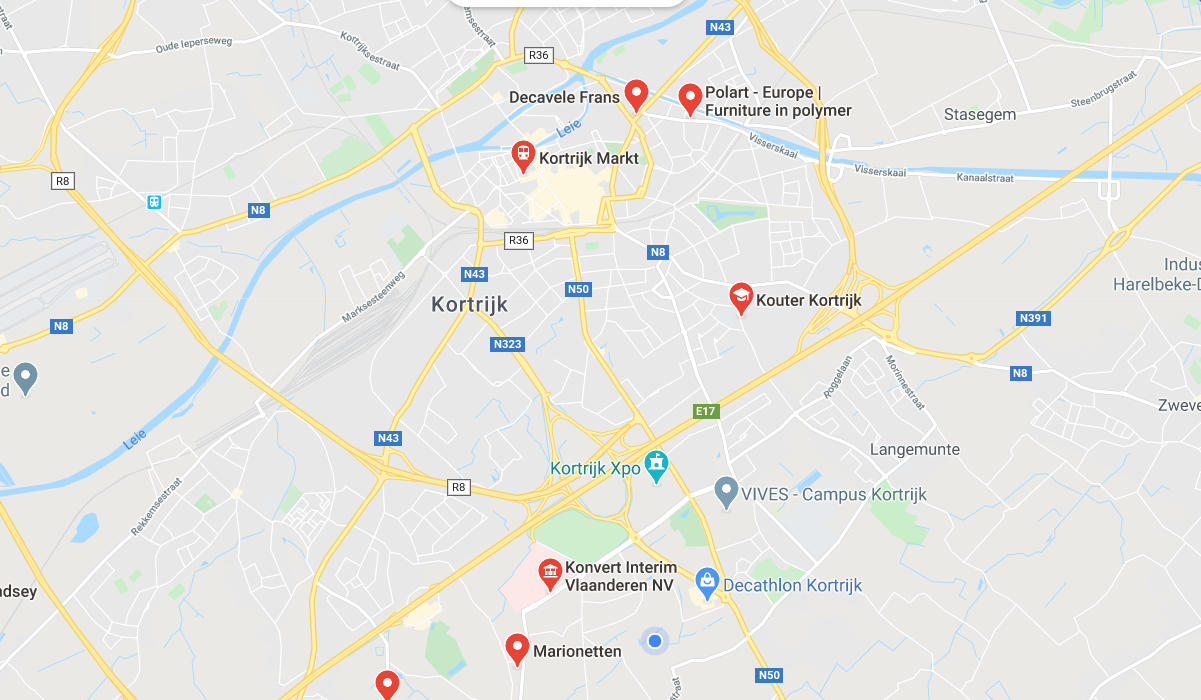 N43
Oude Ieperseweg
Kortrijksestraat
R36
Steenbrugstraat
Decavele Frans
Polart - Europe |
Furniture in polymer
Stasegem
Leie
Visserskaai
Kortrijk Markt
Visserskaai
Kanaalstraat
R8
N8
R36
N8
Indus
Harelbeke-D
N43
Marksesteenweg
N50
Kortrijk
Kouter Kortrijk
N8
N391
N323
N8
e
d
Roggelaan
Morinnestraat
Zweve
E17
Leie
N43
Langemunte
Kortrijk Xpo
R8
VIVES - Campus Kortrijk
Rekkemsestraat
Konvert Interim
Vlaanderen NV
Decathlon Kortrijk
ndsey
Marionetten
N50